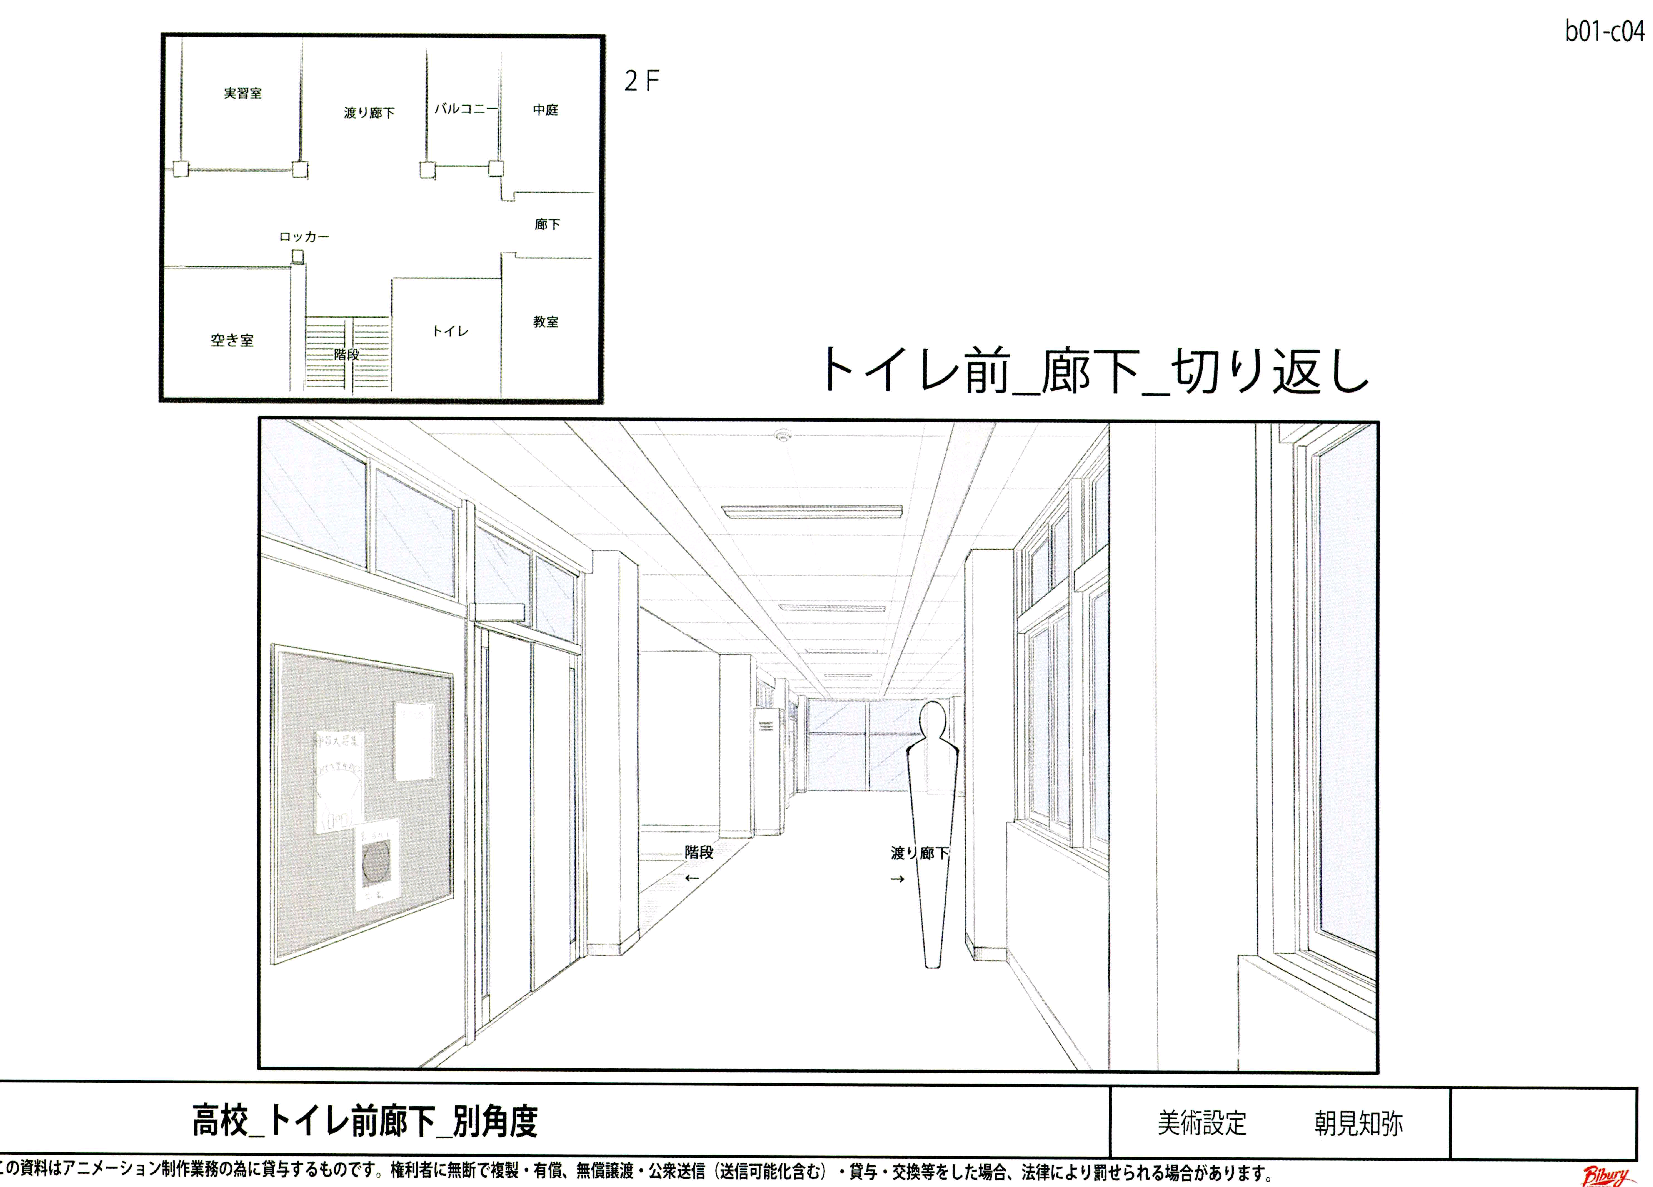 b01-c04
2F
実習室
渡り廊下
バルコニー
中庭
廊下
ロッカー
空き室
階段
トイレ
教室
トイレ前_廊下_切り返し
階段
←
渡り廊下
→
高校_トイレ前廊下_別角度
美術設定 朝見知弥
この資料はアニメーション制作業務の為に貸与するものです。権利者に無断で複製・有償、無償譲渡・公衆送信（送信可能化含む）・貸与・交換等をした場合、法律により罰せられる場合があります。
Bibury